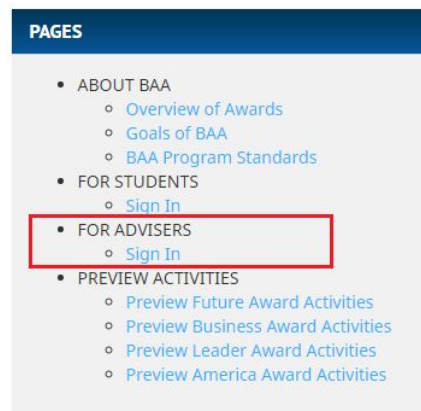 PAGES
ABOUT BAA
Overview of Awards
Goals of BAA
BAA Program Standards
FOR STUDENTS
Sign In
FOR ADVISERS
Sign In
PREVIEW ACTIVITIES
Preview Future Award Activities
Preview Business Award Activities
Preview Leader Award Activities
Preview America Award Activities